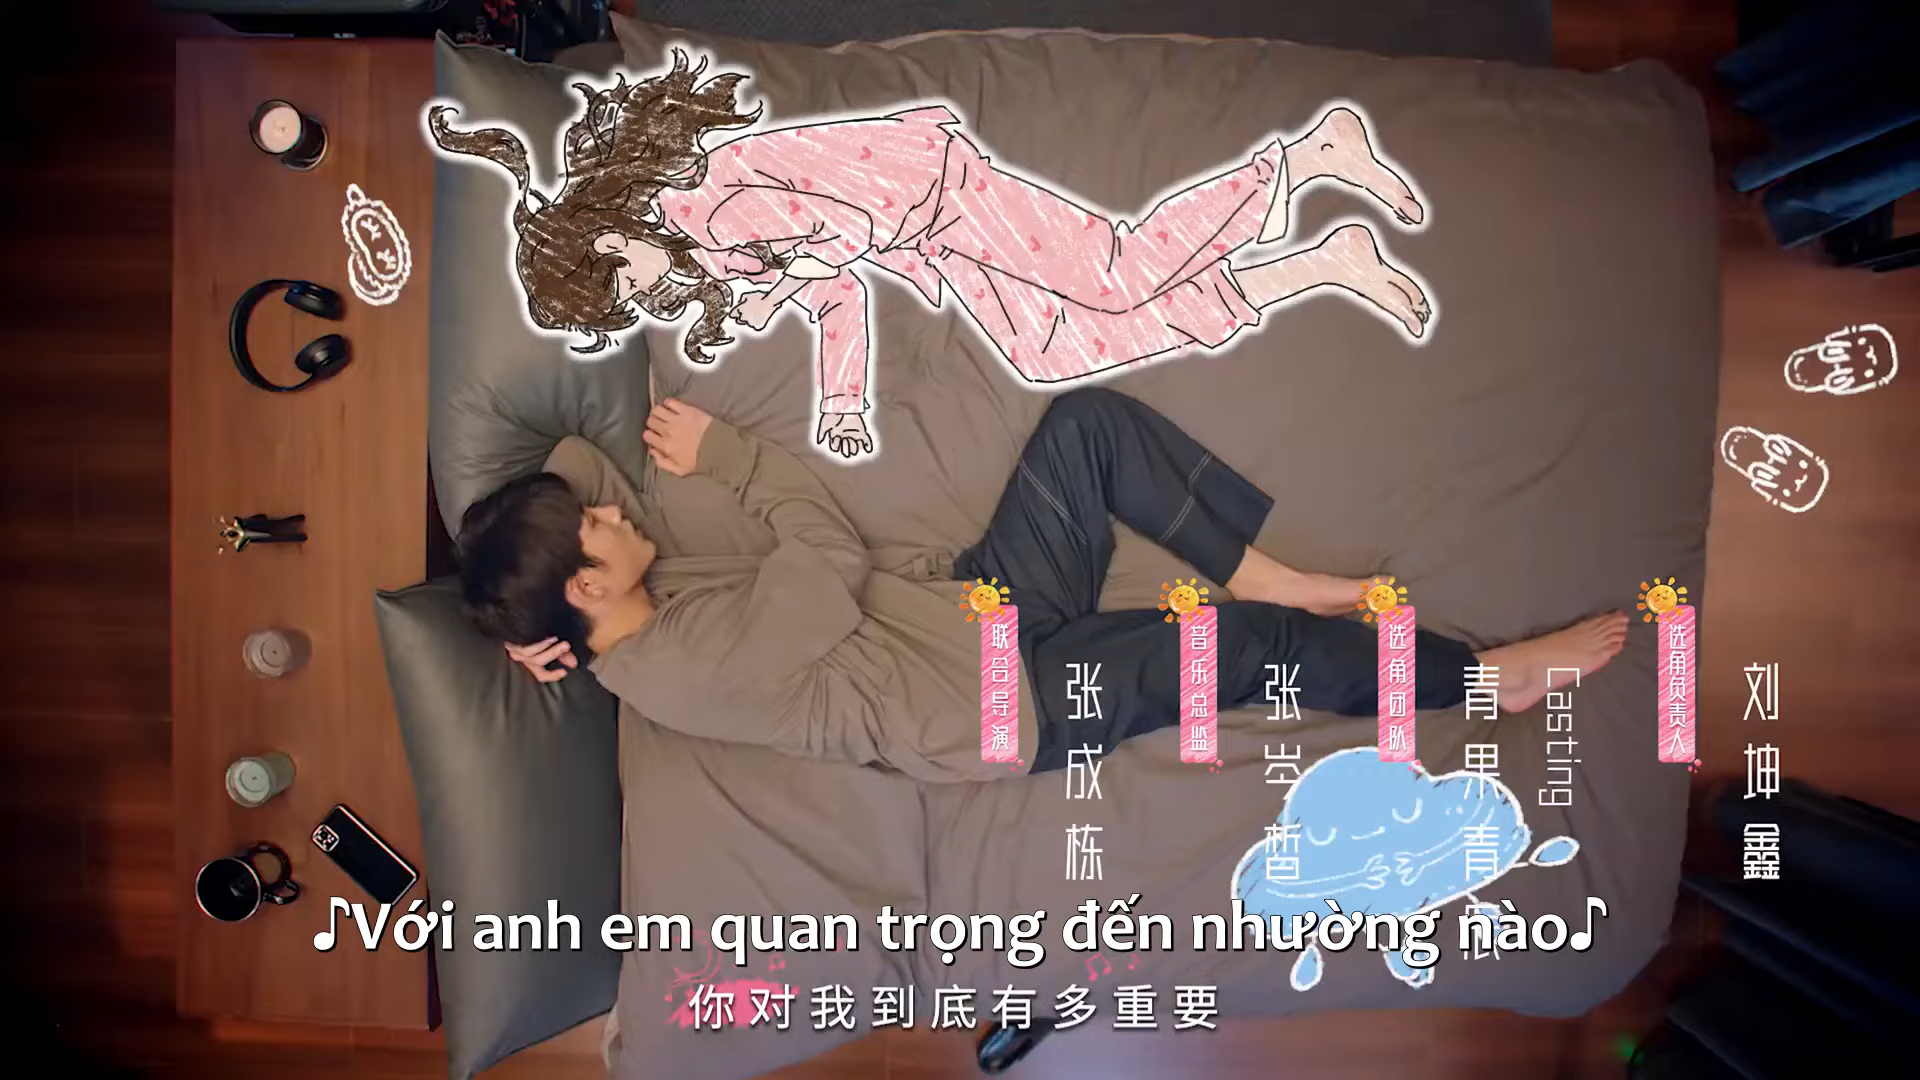 联合导演
张成栋
音乐总监
张岑皙
选角团队
青果青
Casting
选角负责人
刘坤鑫
♪Với anh em quan trọng đến nhường nào♪
你对我到底有多重要